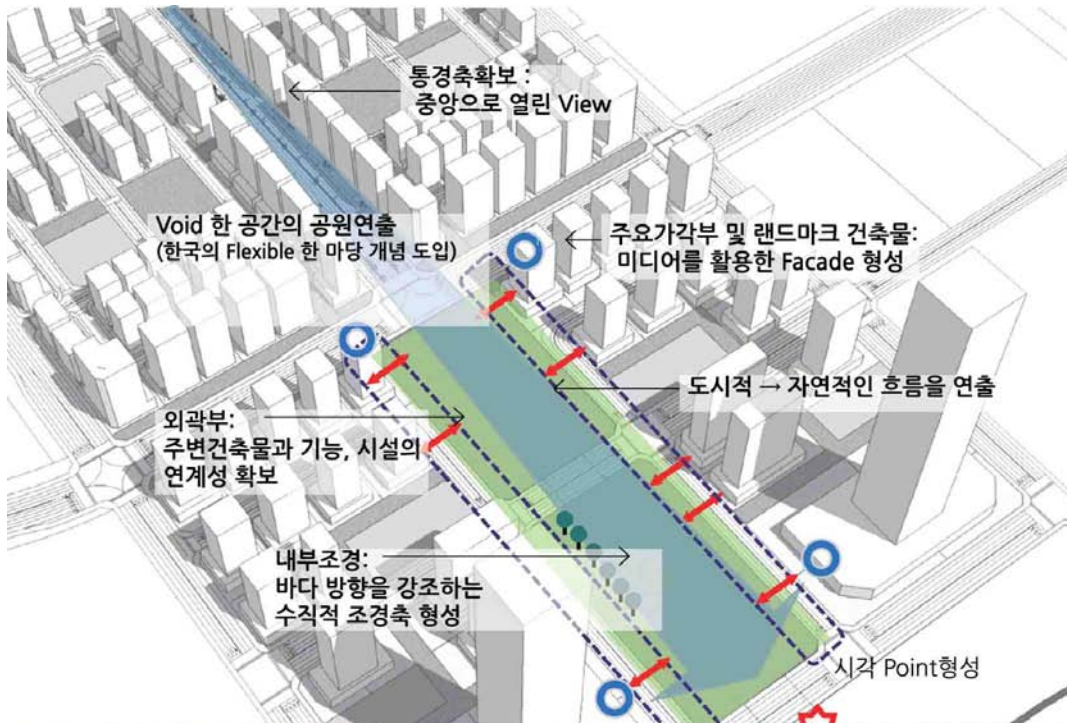 통경축확보 :
중앙으로 열린 View
Void 한 공간의 공원연출
(한국의 Flexible 한 마당 개념 도입)
주요가각부 및 랜드마크 건축물:
미디어를 활용한 Facade 형성
도시적 → 자연적인 흐름을 연출
외곽부:
주변건축물과 기능, 시설의
연계성 확보
내부조경:
바다 방향을 강조하는
수직적 조경축 형성
시각 Point형성